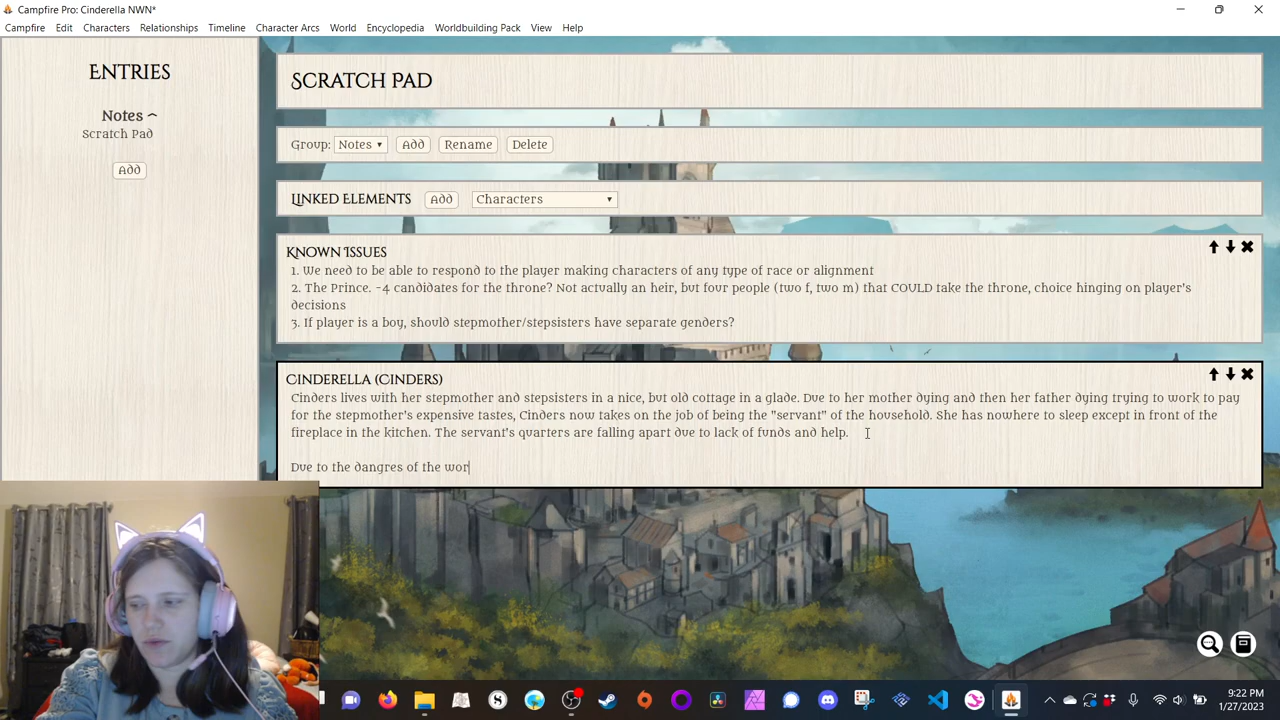 Campfire Pro: Cinderella NWN*
Campfire Edit Characters Relationships Timeline Character Arcs World Encyclopedia Worldbuilding Pack View Help
Entries
Notes
Scratch Pad
Add
Scratch Pad
Group: Notes Add Rename Delete
Linked Elements Add Characters
Known Issues
1. We need to be able to respond to the player making characters of any type of race or alignment
2. The Prince. -4 candidates for the throne? Not actually an heir, but four people (two f, two m) that COULD take the throne, choice hinging on player's
decisions
3. If player is a boy, should stepmother/stepsisters have separate genders?
Cinderella (Cinders)
Cinders lives with her stepmother and stepsisters in a nice, but old cottage in a glade. Due to her mother dying and then her father dying trying to work to pay
for the stepmother's expensive tastes, Cinders now takes on the job of being the "servant" of the household. She has nowhere to sleep except in front of the
fireplace in the kitchen. The servant's quarters are falling apart due to lack of funds and help.
Due to the dangres of the wor
9:22 PM
1/27/2023